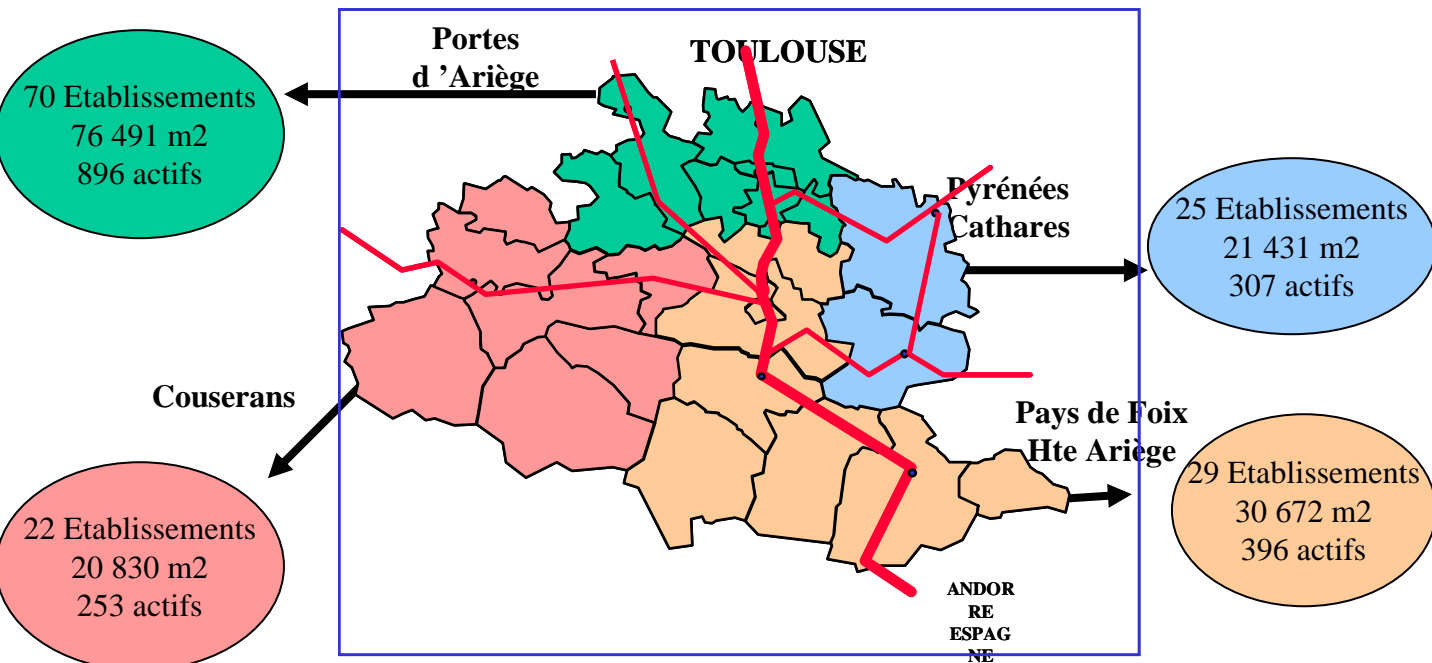 Portes
d ’Ariège
TOULOUSE
70 Etablissements
76 491 m2
896 actifs
Pyrénées
Cathares
25 Etablissements
21 431 m2
307 actifs
Couserans
Pays de Foix
Hte Ariège
22 Etablissements
20 830 m2
253 actifs
29 Etablissements
30 672 m2
396 actifs
ANDOR
RE
ESPAG
NE